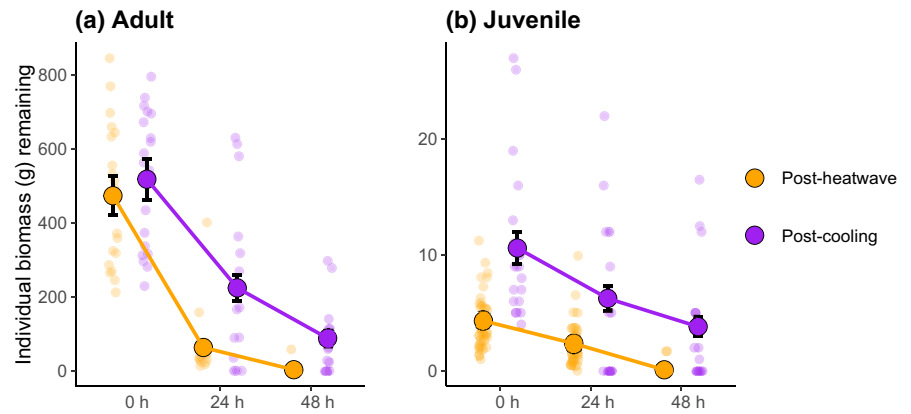 (a) Adult
(b) Juvenile
Individual biomass (g) remaining
800
600
400
200
0
20
10
0
0 h
24 h
48 h
0 h
24 h
48 h
Post-heatwave
Post-cooling